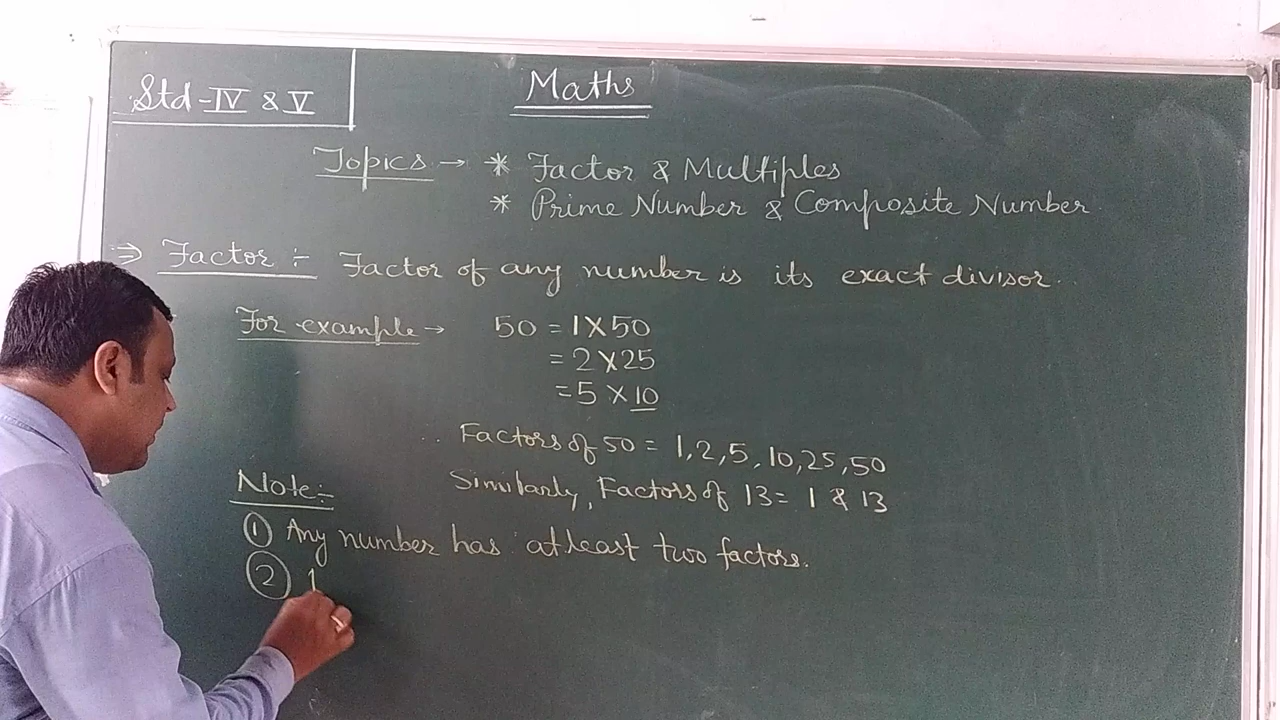 Std-IV & V
Maths
Topics → * Factor & Multiples
* Prime Number & Composite Number
⇒ Factor :- Factor of any number is its exact divisor.
For example → 50 = 1 X 50
= 2 X 25
= 5 X 10
Factors of 50 = 1, 2, 5, 10, 25, 50
Similarly, Factors of 13 = 1 & 13
Note:-
① Any number has atleast two factors.
② 1